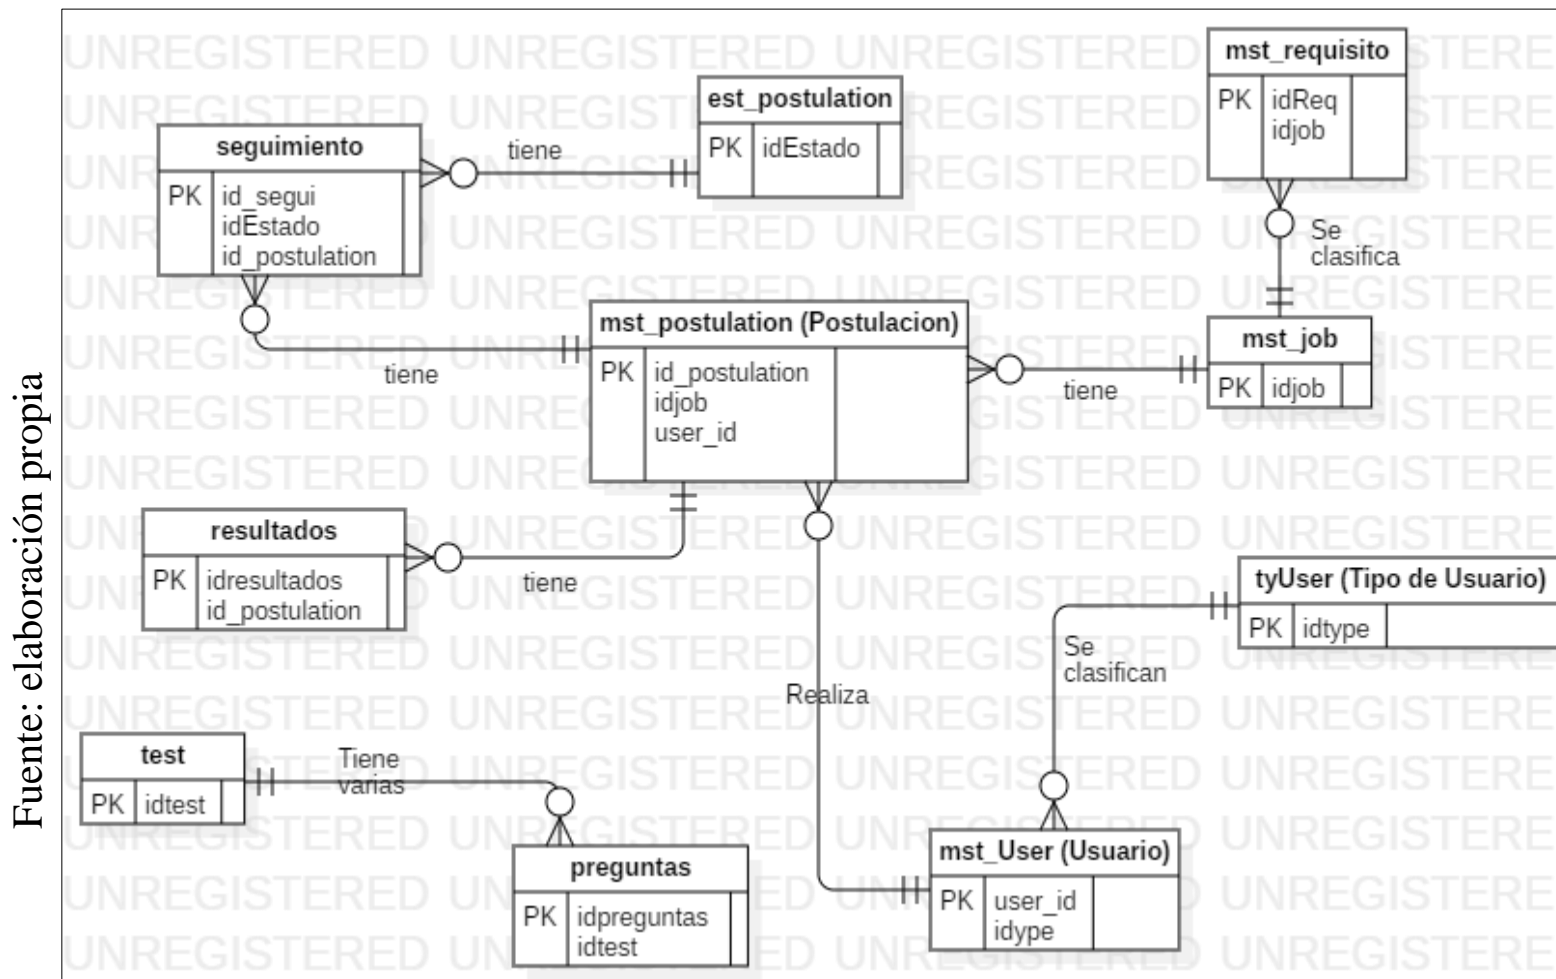 Fuente: elaboración propia
UNREGISTERED UNREGISTERED UNREGISTERED UNREGISTERE
mst_requisito
PK idReq
idjob
est_postulation
PK idEstado
seguimiento
PK id_segui
idEstado
id_postulation
tiene
Se
clasifica
mst_postulation (Postulacion)
PK id_postulation
idjob
user_id
mst_job
PK idjob
tiene
tiene
resultados
PK idresultados
id_postulation
tiene
tyUser (Tipo de Usuario)
PK idtype
Se
clasifican
Realiza
test
PK idtest
Tiene
varias
preguntas
PK idpreguntas
idtest
mst_User (Usuario)
PK user_id
idype